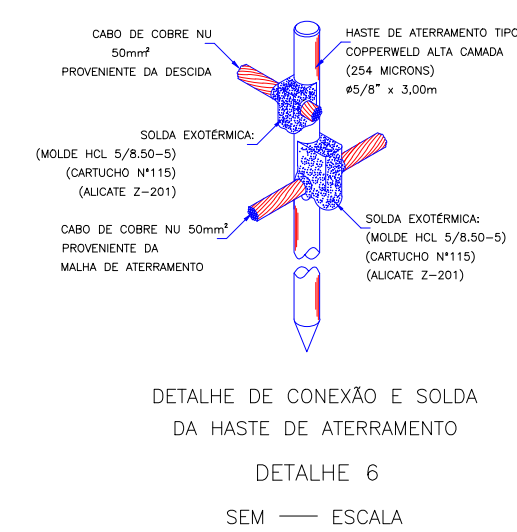 CABO DE COBRE NU
50mm²
PROVENIENTE DA DESCIDA
HASTE DE ATERRAMENTO TIPO
COPPERWELD ALTA CAMADA
(254 MICRONS)
ø5/8" x 3,00m
SOLDA EXOTÉRMICA:
(MOLDE HCL 5/8.50-5)
(CARTUCHO N°115)
(ALICATE Z-201)
CABO DE COBRE NU 50mm²
PROVENIENTE DA
MALHA DE ATERRAMENTO
SOLDA EXOTÉRMICA:
(MOLDE HCL 5/8.50-5)
(CARTUCHO N°115)
(ALICATE Z-201)
DETALHE DE CONEXÃO E SOLDA
DA HASTE DE ATERRAMENTO
DETALHE 6
SEM — ESCALA